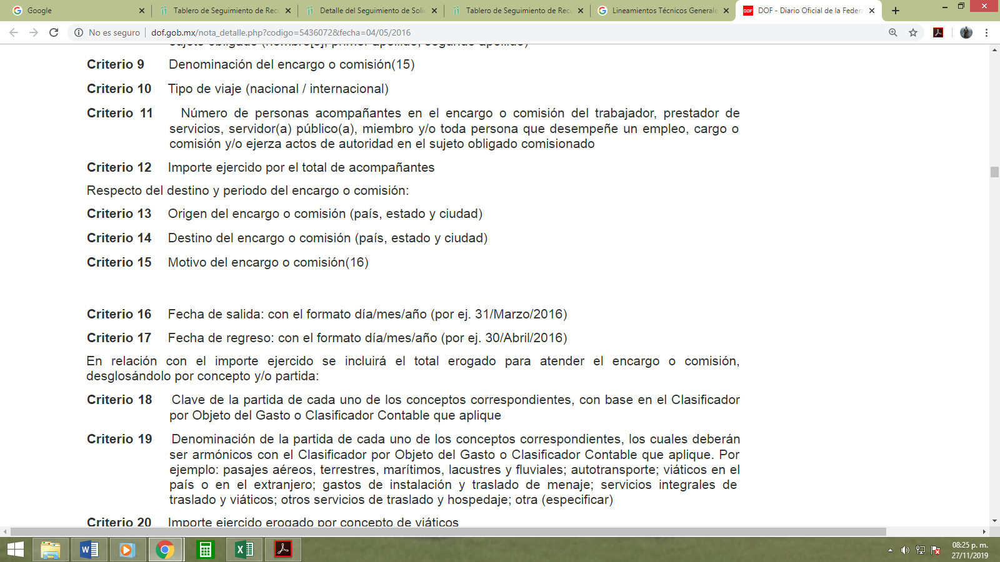 Google
Tablero de Seguimiento de Recu
Detalle del Seguimiento de Solic
Tablero de Seguimiento de Recu
Lineamientos Técnicos Generale
DOF - Diario Oficial de la Federa
No es seguro | dof.gob.mx/nota_detalle.php?codigo=5436072&fecha=04/05/2016
sujeto obligado (nombre[s], primer apellido, segundo apellido)
Criterio 9 Denominación del encargo o comisión(15)
Criterio 10 Tipo de viaje (nacional / internacional)
Criterio 11 Número de personas acompañantes en el encargo o comisión del trabajador, prestador de
servicios, servidor(a) público(a), miembro y/o toda persona que desempeñe un empleo, cargo o
comisión y/o ejerza actos de autoridad en el sujeto obligado comisionado
Criterio 12 Importe ejercido por el total de acompañantes
Respecto del destino y periodo del encargo o comisión:
Criterio 13 Origen del encargo o comisión (país, estado y ciudad)
Criterio 14 Destino del encargo o comisión (país, estado y ciudad)
Criterio 15 Motivo del encargo o comisión(16)
Criterio 16 Fecha de salida: con el formato día/mes/año (por ej. 31/Marzo/2016)
Criterio 17 Fecha de regreso: con el formato día/mes/año (por ej. 30/Abril/2016)
En relación con el importe ejercido se incluirá el total erogado para atender el encargo o comisión,
desglosándolo por concepto y/o partida:
Criterio 18 Clave de la partida de cada uno de los conceptos correspondientes, con base en el Clasificador
por Objeto del Gasto o Clasificador Contable que aplique
Criterio 19 Denominación de la partida de cada uno de los conceptos correspondientes, los cuales deberán
ser armónicos con el Clasificador por Objeto del Gasto o Clasificador Contable que aplique. Por
ejemplo: pasajes aéreos, terrestres, marítimos, lacustres y fluviales; autotransporte; viáticos en el
país o en el extranjero; gastos de instalación y traslado de menaje; servicios integrales de
traslado y viáticos; otros servicios de traslado y hospedaje; otra (especificar)
Criterio 20 Importe ejercido erogado por concepto de viáticos
08:25 p. m.
27/11/2019